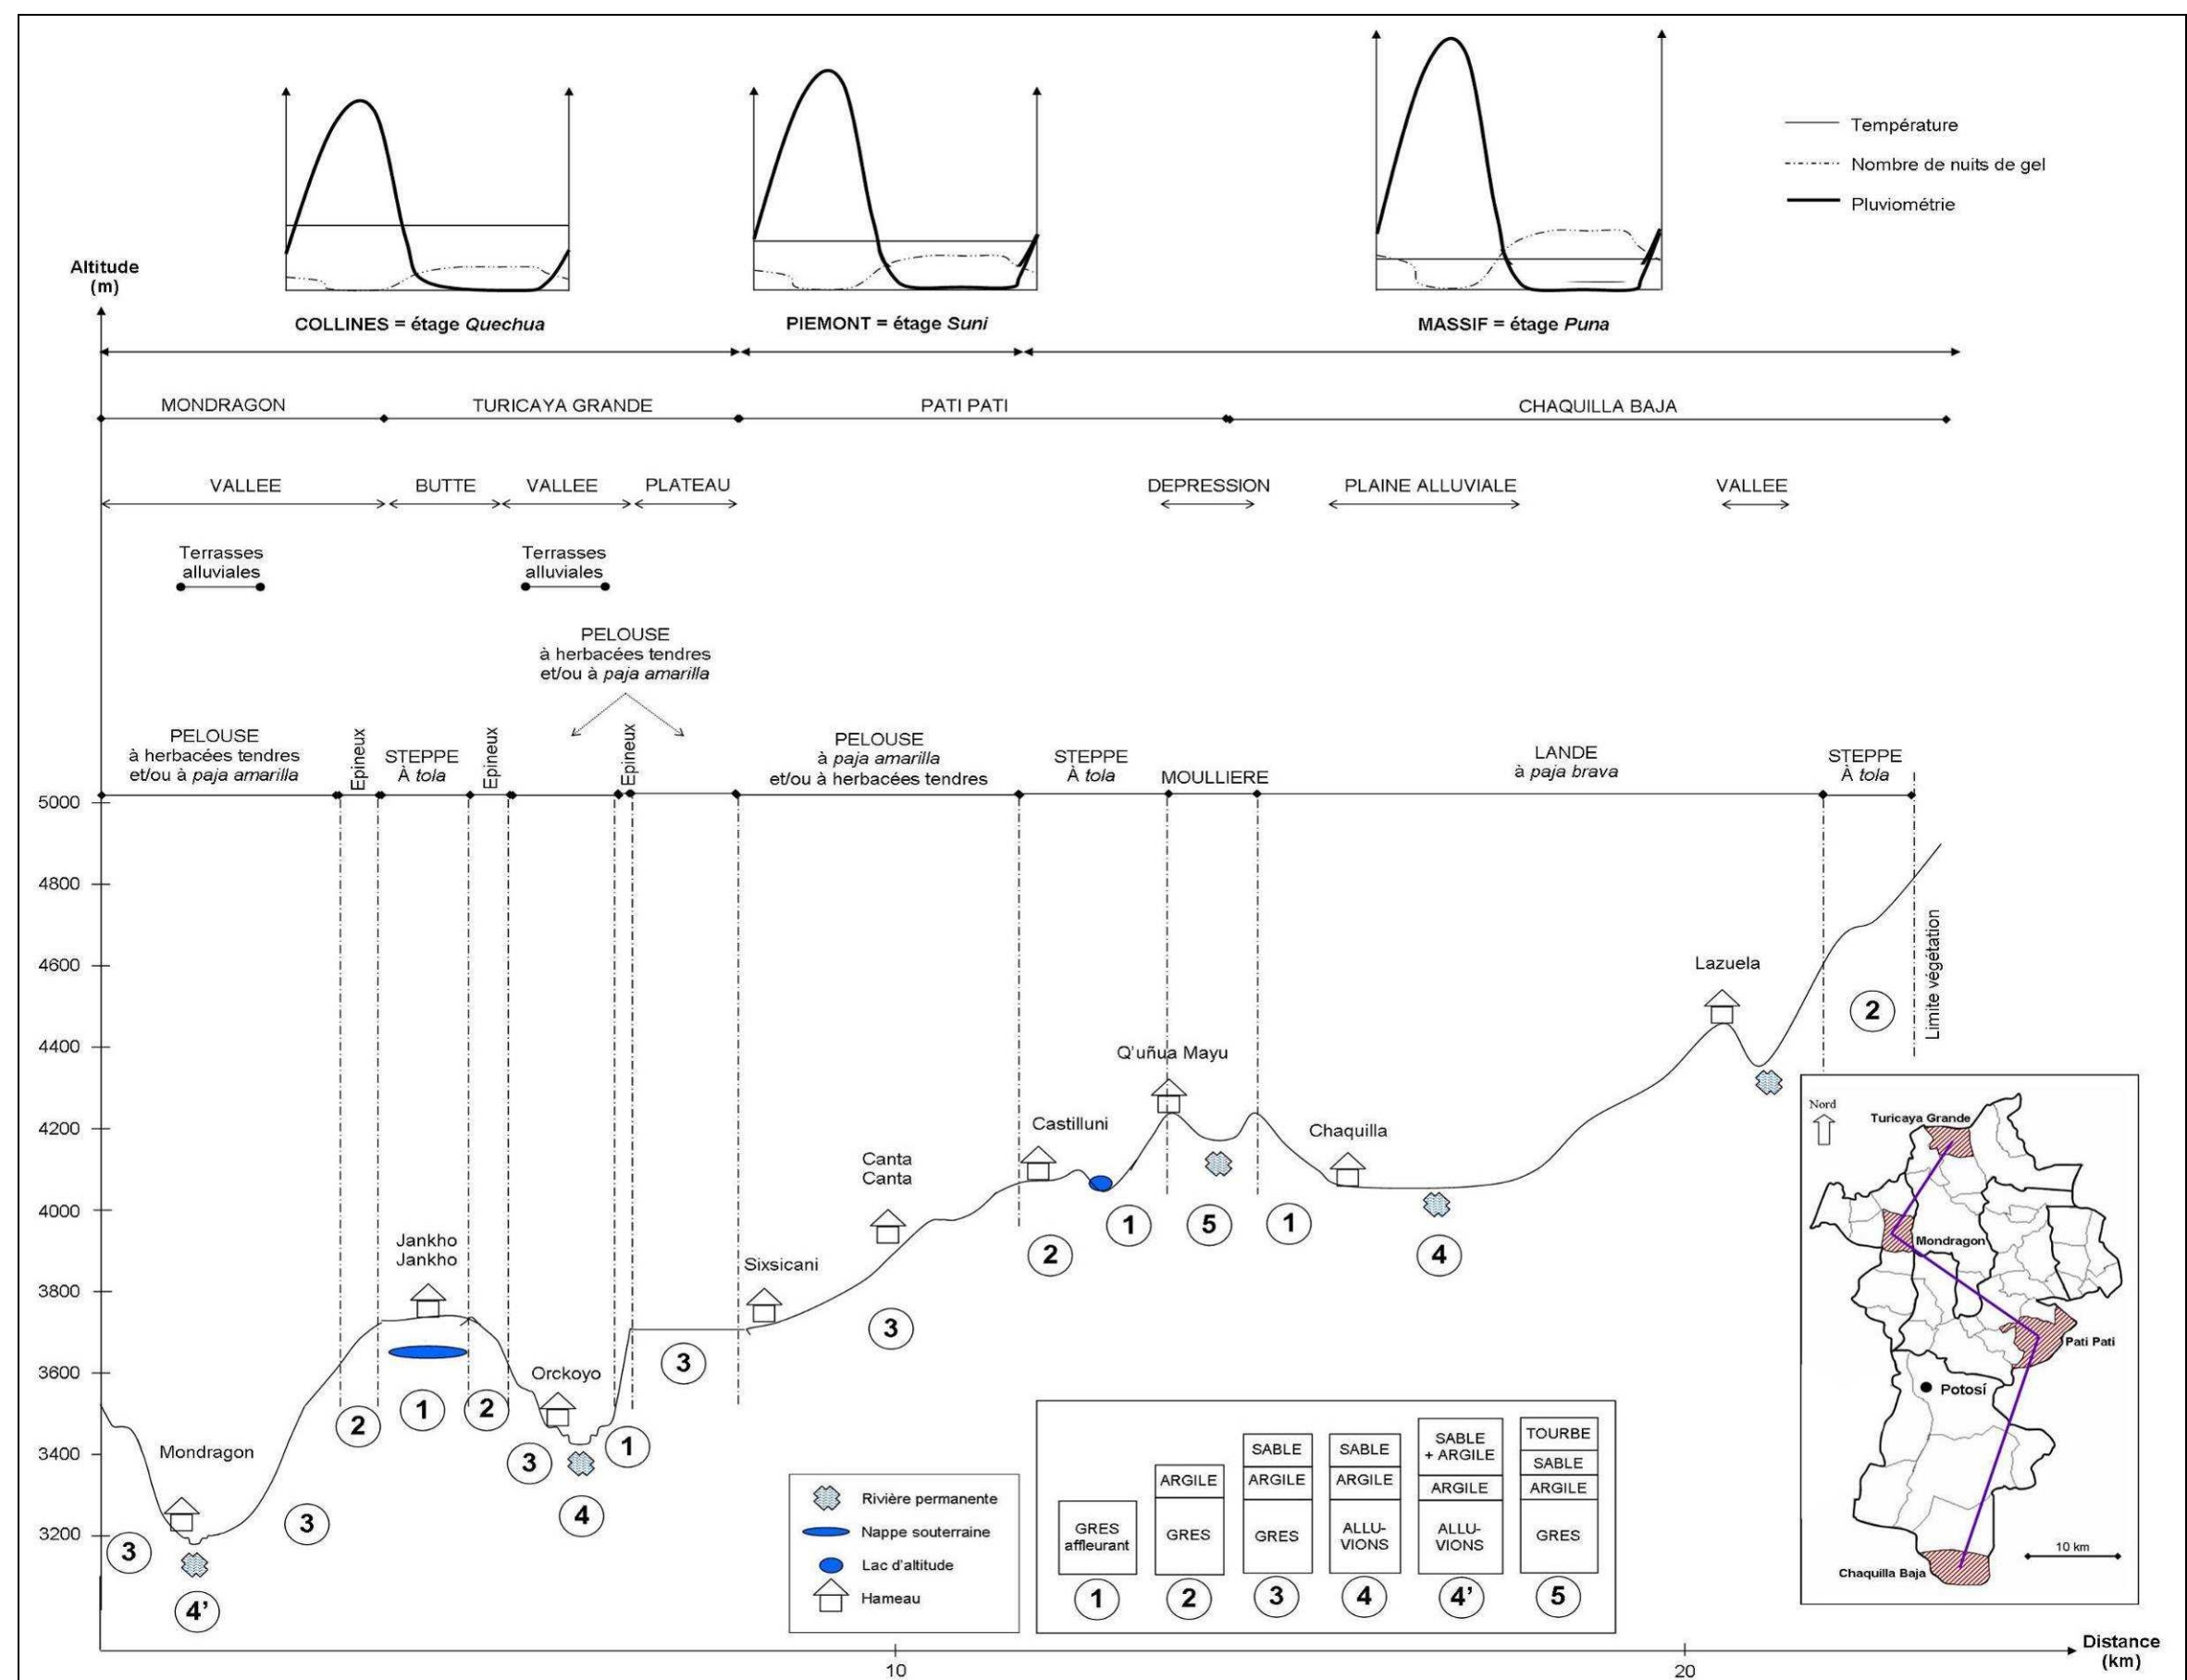 Température
Nombre de nuits de gel
Pluviométrie
Altitude
(m)
COLLINES = étage Quechua
PIEMONT = étage Suni
MASSIF = étage Puna
MONDRAGON
TURICAYA GRANDE
PATI PATI
CHAQUILLA BAJA
VALLEE
BUTTE
VALLEE
PLATEAU
DEPRESSION
PLAINE ALLUVIALE
VALLEE
Terrasses
alluviales
Terrasses
alluviales
PELOUSE
à herbacées tendres
et/ou à paja amarilla
PELOUSE
à herbacées tendres
et/ou à paja amarilla
Epineux
STEPPE
À tola
Epineux
Epineux
PELOUSE
à paja amarilla
et/ou à herbacées tendres
STEPPE
À tola
MOULLIERE
LANDE
à paja brava
STEPPE
À tola
5000
4800
4600
4400
4200
4000
3800
3600
3400
3200
Limite végétation
Lazuela
2
Q'uñua Mayu
Castilluni
Chaquilla
Canta
Canta
1
5
1
2
4
Jankho
Jankho
Sixsicani
3
3
Orckoyo
2
1
2
3
1
4
Mondragon
3
3
4'
Rivière permanente
Nappe souterraine
Lac d'altitude
Hameau
GRES
affleurant
1
ARGILE
GRES
2
SABLE
ARGILE
GRES
3
SABLE
ARGILE
ALLU-
VIONS
4
SABLE
+ ARGILE
ARGILE
ALLU-
VIONS
4'
TOURBE
SABLE
ARGILE
GRES
5
Nord
Turicaya Grande
Mondragon
Pati Pati
Potosí
10 km
Chaquilla Baja
10
20
Distance
(km)